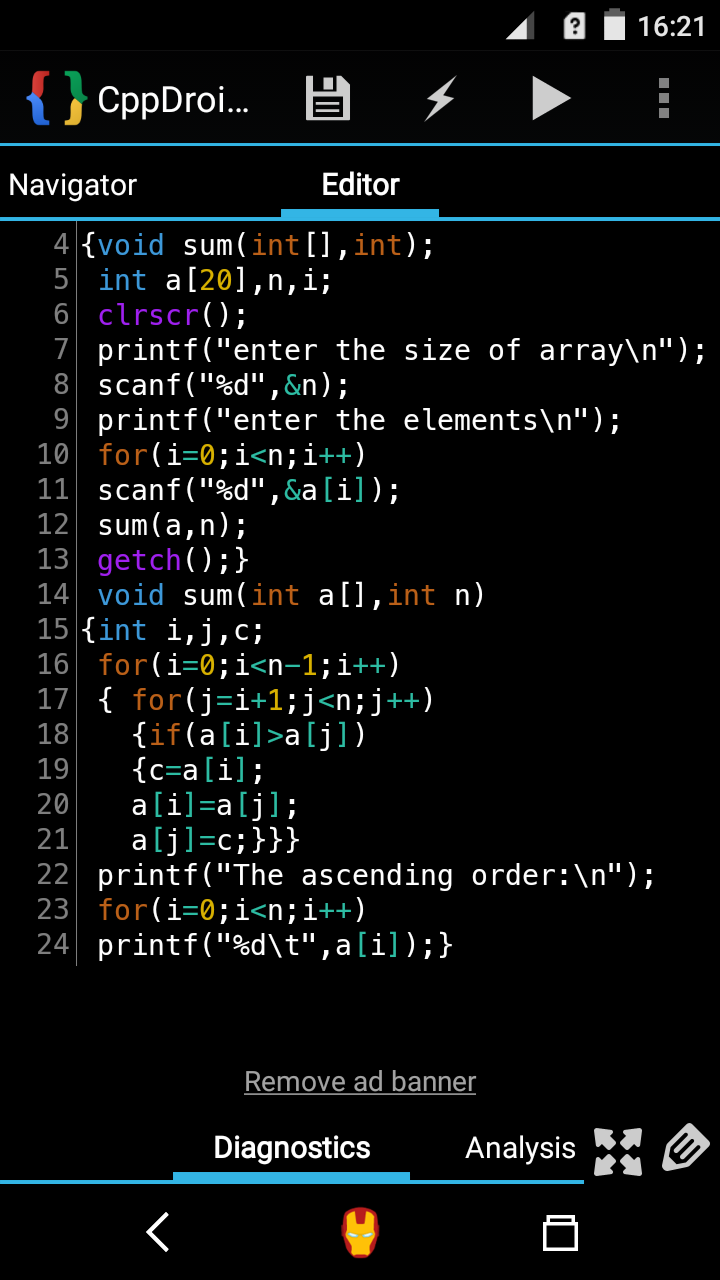 16:21
CppDroi...
Navigator Editor
4 {void sum(int[],int);
5 int a[20],n,i;
6 clrscr();
7 printf("enter the size of array\n");
8 scanf("%d",&n);
9 printf("enter the elements\n");
10 for(i=0;i<n;i++)
11 scanf("%d",&a[i]);
12 sum(a,n);
13 getch();}
14 void sum(int a[],int n)
15 {int i,j,c;
16 for(i=0;i<n-1;i++)
17 { for(j=i+1;j<n;j++)
18 {if(a[i]>a[j])
19 {c=a[i];
20 a[i]=a[j];
21 a[j]=c;}}}
22 printf("The ascending order:\n");
23 for(i=0;i<n;i++)
24 printf("%d\t",a[i]);}
Remove ad banner
Diagnostics Analysis